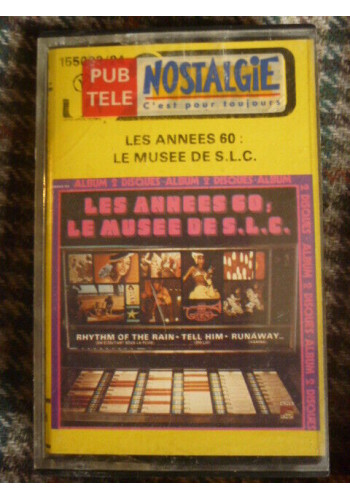 PUB
TELE
NOSTALGiE
C'est pour toujours
LES ANNEES 60 :
LE MUSEE DE S.L.C.
ALBUM 2 DISQUES-ALBUM 2 DISQUES-ALBUM
LES ANNEES 60;
LE MUSEE DE S.L.C.
RHYTHM OF THE RAIN - TELL HIM - RUNAWAY...
2 DISQUES - ALBUM 2 DISQUES ALBUM 2 DISQUES